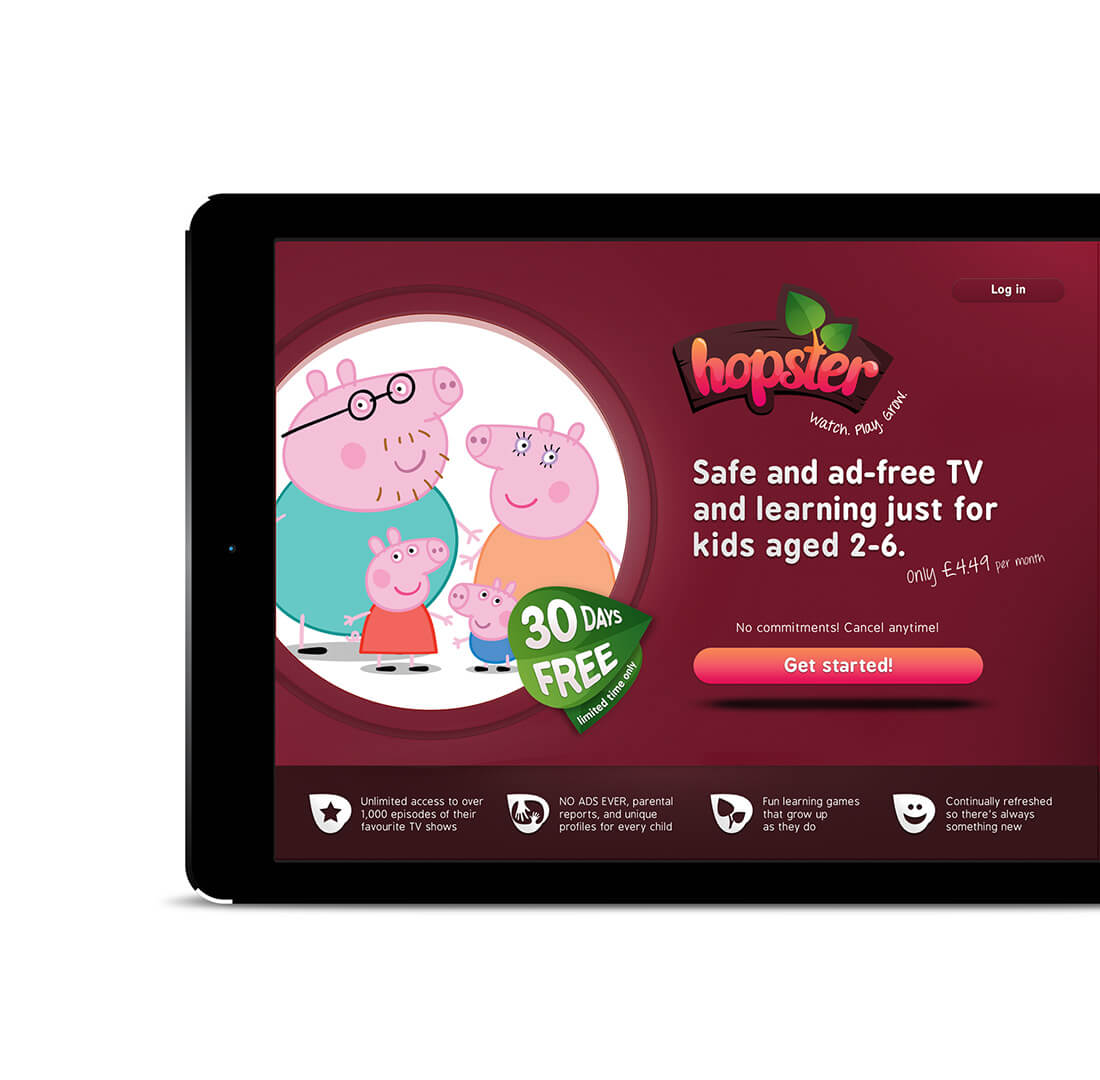 Log in
hopster
Watch. Play. Grow.
Safe and ad-free TV
and learning just for
kids aged 2-6.
Only £4.49 per month
30 DAYS
FREE
limited time only
No commitments! Cancel anytime!
Get started!
Unlimited access to over
1,000 episodes of their
favourite TV shows
NO ADS EVER, parental
reports, and unique
profiles for every child
Fun learning games
that grow up
as they do
Continually refreshed
so there's always
something new